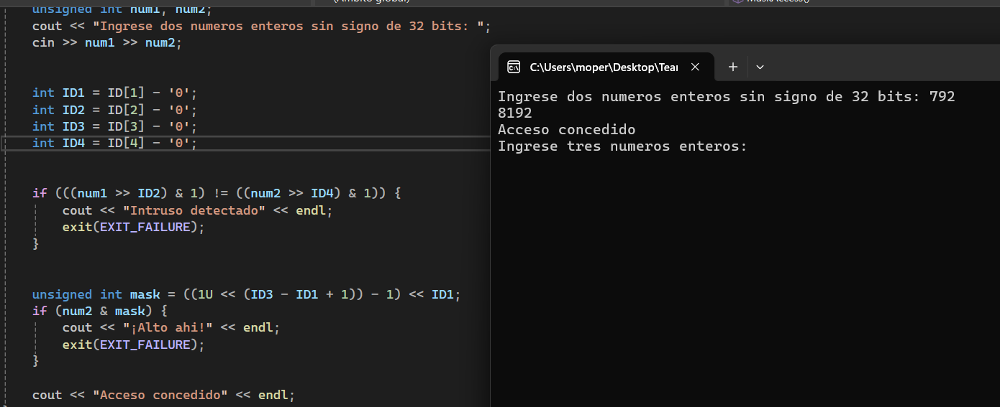 (Ámbito global)
MaskAccess()
unsigned int num1, num2;
cout << "Ingrese dos numeros enteros sin signo de 32 bits: ";
cin >> num1 >> num2;
int ID1 = ID[1] - '0';
int ID2 = ID[2] - '0';
int ID3 = ID[3] - '0';
int ID4 = ID[4] - '0';
if (((num1 >> ID2) & 1) != ((num2 >> ID4) & 1)) {
cout << "Intruso detectado" << endl;
exit(EXIT_FAILURE);
}
unsigned int mask = ((1U << (ID3 - ID1 + 1)) - 1) << ID1;
if (num2 & mask) {
cout << "¡Alto ahi!" << endl;
exit(EXIT_FAILURE);
}
cout << "Acceso concedido" << endl;
C:\Users\moper\Desktop\Tear
Ingrese dos numeros enteros sin signo de 32 bits: 792
8192
Acceso concedido
Ingrese tres numeros enteros: